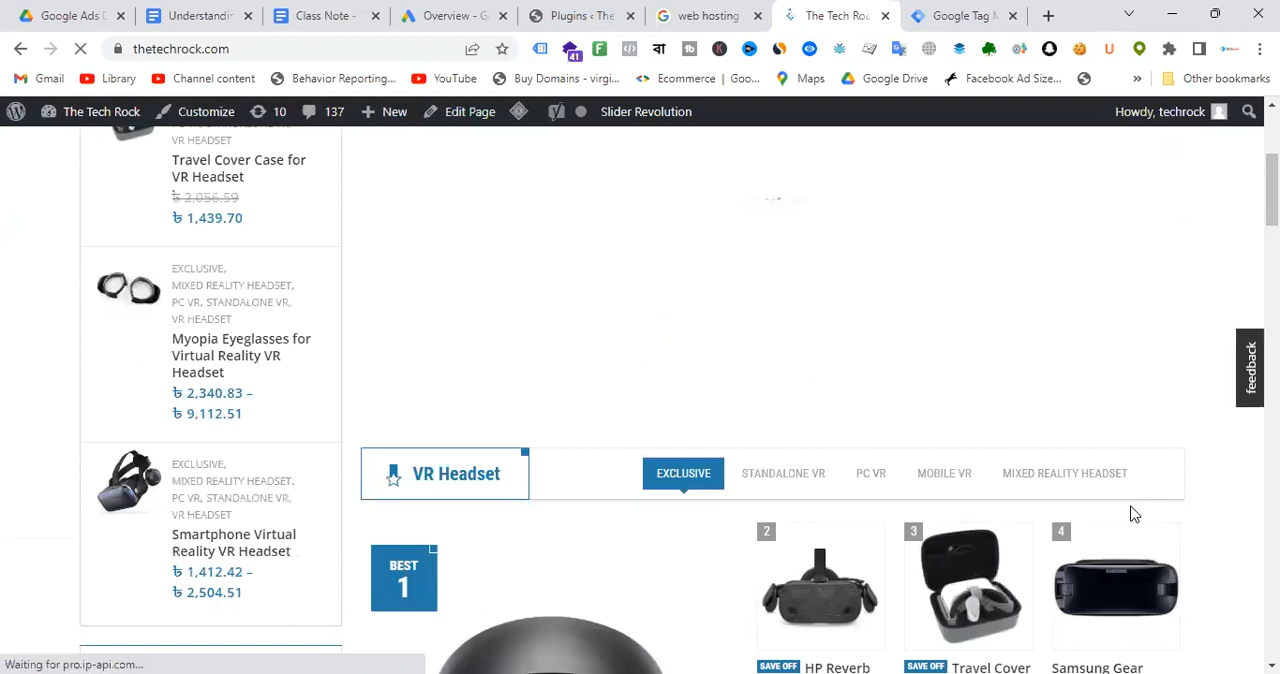 Google Ads D
Understandi
Class Note -
Overview - G
Plugins ‹ The
web hosting
The Tech Ro
Google Tag M
thetechrock.com
41
Gmail
Library
Channel content
Behavior Reporting...
YouTube
Buy Domains - virgi...
Ecommerce | Goo...
Maps
Google Drive
Facebook Ad Size...
»
Other bookmarks
The Tech Rock
Customize
10
137
New
Edit Page
Slider Revolution
Howdy, techrock
VR HEADSET
Travel Cover Case for
VR Headset
৳ 2,056.59
৳ 1,439.70
EXCLUSIVE,
MIXED REALITY HEADSET,
PC VR, STANDALONE VR,
VR HEADSET
Myopia Eyeglasses for
Virtual Reality VR
Headset
৳ 2,340.83 –
৳ 9,112.51
EXCLUSIVE,
MIXED REALITY HEADSET,
PC VR, STANDALONE VR,
VR HEADSET
Smartphone Virtual
Reality VR Headset
৳ 1,412.42 –
৳ 2,504.51
feedback
VR Headset
EXCLUSIVE
STANDALONE VR
PC VR
MOBILE VR
MIXED REALITY HEADSET
BEST
1
2
3
4
SAMSUNG
SAVE OFF HP Reverb
SAVE OFF Travel Cover
Samsung Gear
Waiting for pro.ip-api.com...